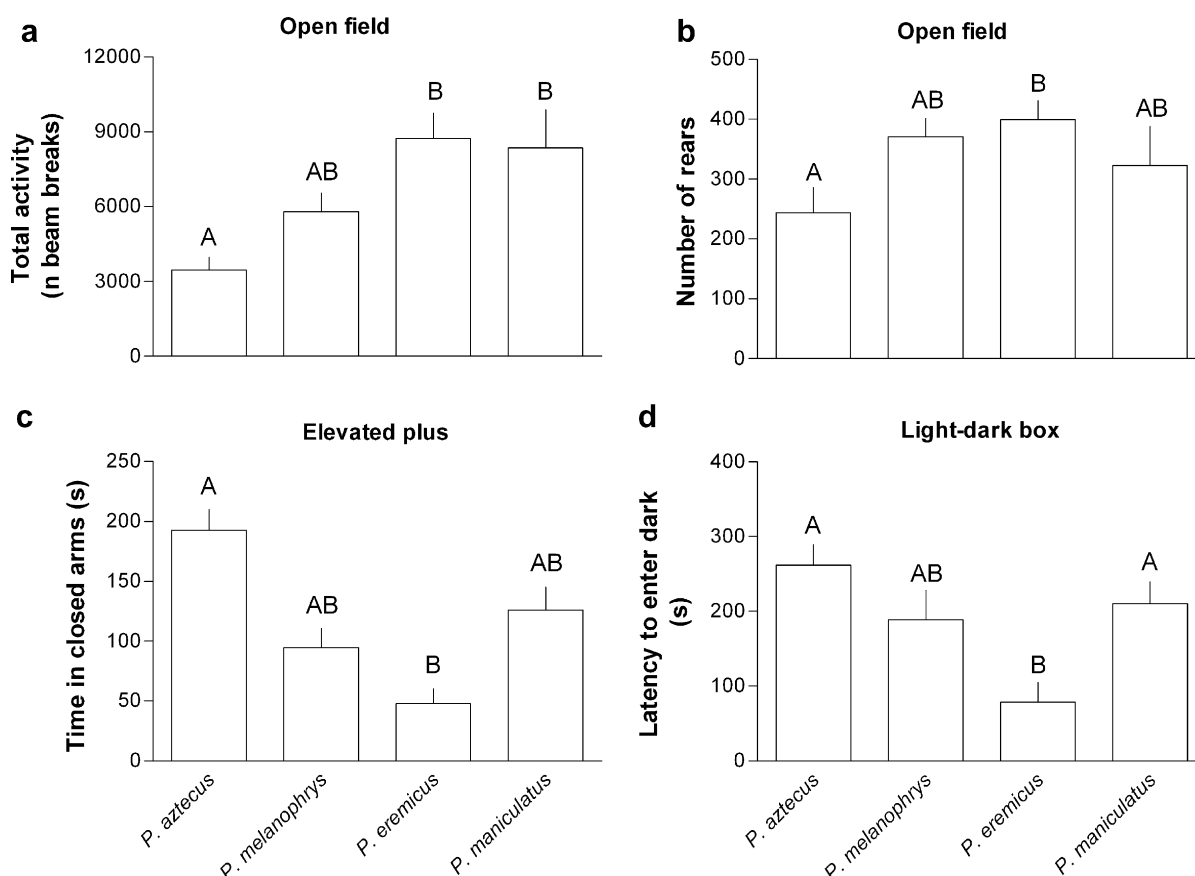 a
Open field
Total activity
(n beam breaks)
12000
9000
6000
3000
0
A
AB
B
B
b
Open field
Number of rears
500
400
300
200
100
0
A
AB
B
AB
c
Elevated plus
Time in closed arms (s)
250
200
150
100
50
0
A
AB
B
AB
P. aztecus
P. melanophrys
P. eremicus
P. maniculatus
d
Light-dark box
Latency to enter dark
(s)
400
300
200
100
0
A
AB
B
A
P. aztecus
P. melanophrys
P. eremicus
P. maniculatus